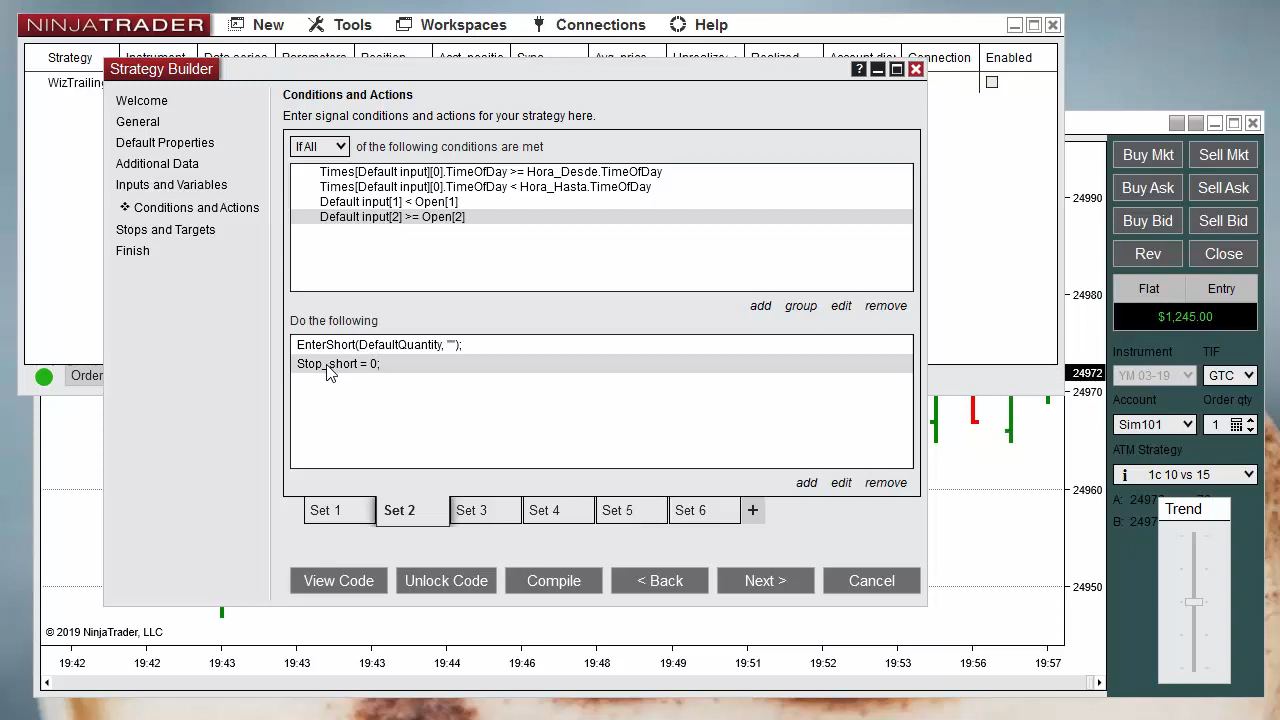 NINJATRADER New Tools Workspaces Connections Help
Strategy
Enabled
WizTrailing
Strategy Builder
?
Welcome
General
Default Properties
Additional Data
Inputs and Variables
Conditions and Actions
Stops and Targets
Finish
Conditions and Actions
Enter signal conditions and actions for your strategy here.
If All of the following conditions are met
Times[Default input][0].TimeOfDay >= Hora_Desde.TimeOfDay
Times[Default input][0].TimeOfDay < Hora_Hasta.TimeOfDay
Default input[1] < Open[1]
Default input[2] >= Open[2]
add group edit remove
Do the following
EnterShort(DefaultQuantity, "");
Stop_short = 0;
add edit remove
Set 1 Set 2 Set 3 Set 4 Set 5 Set 6 +
View Code Unlock Code Compile < Back Next > Cancel
Connection
Order
24990
24980
24972
24970
24960
24950
Buy Mkt Sell Mkt
Buy Ask Sell Ask
Buy Bid Sell Bid
Rev Close
Flat Entry
$1,245.00
Instrument TIF
YM 03-19 GTC
Account Order qty
Sim101 1
ATM Strategy
i 1c 10 vs 15
A:
B:
Trend
© 2019 NinjaTrader, LLC
19:42 19:42 19:43 19:43 19:43 19:44 19:46 19:48 19:49 19:51 19:52 19:53 19:56 19:57